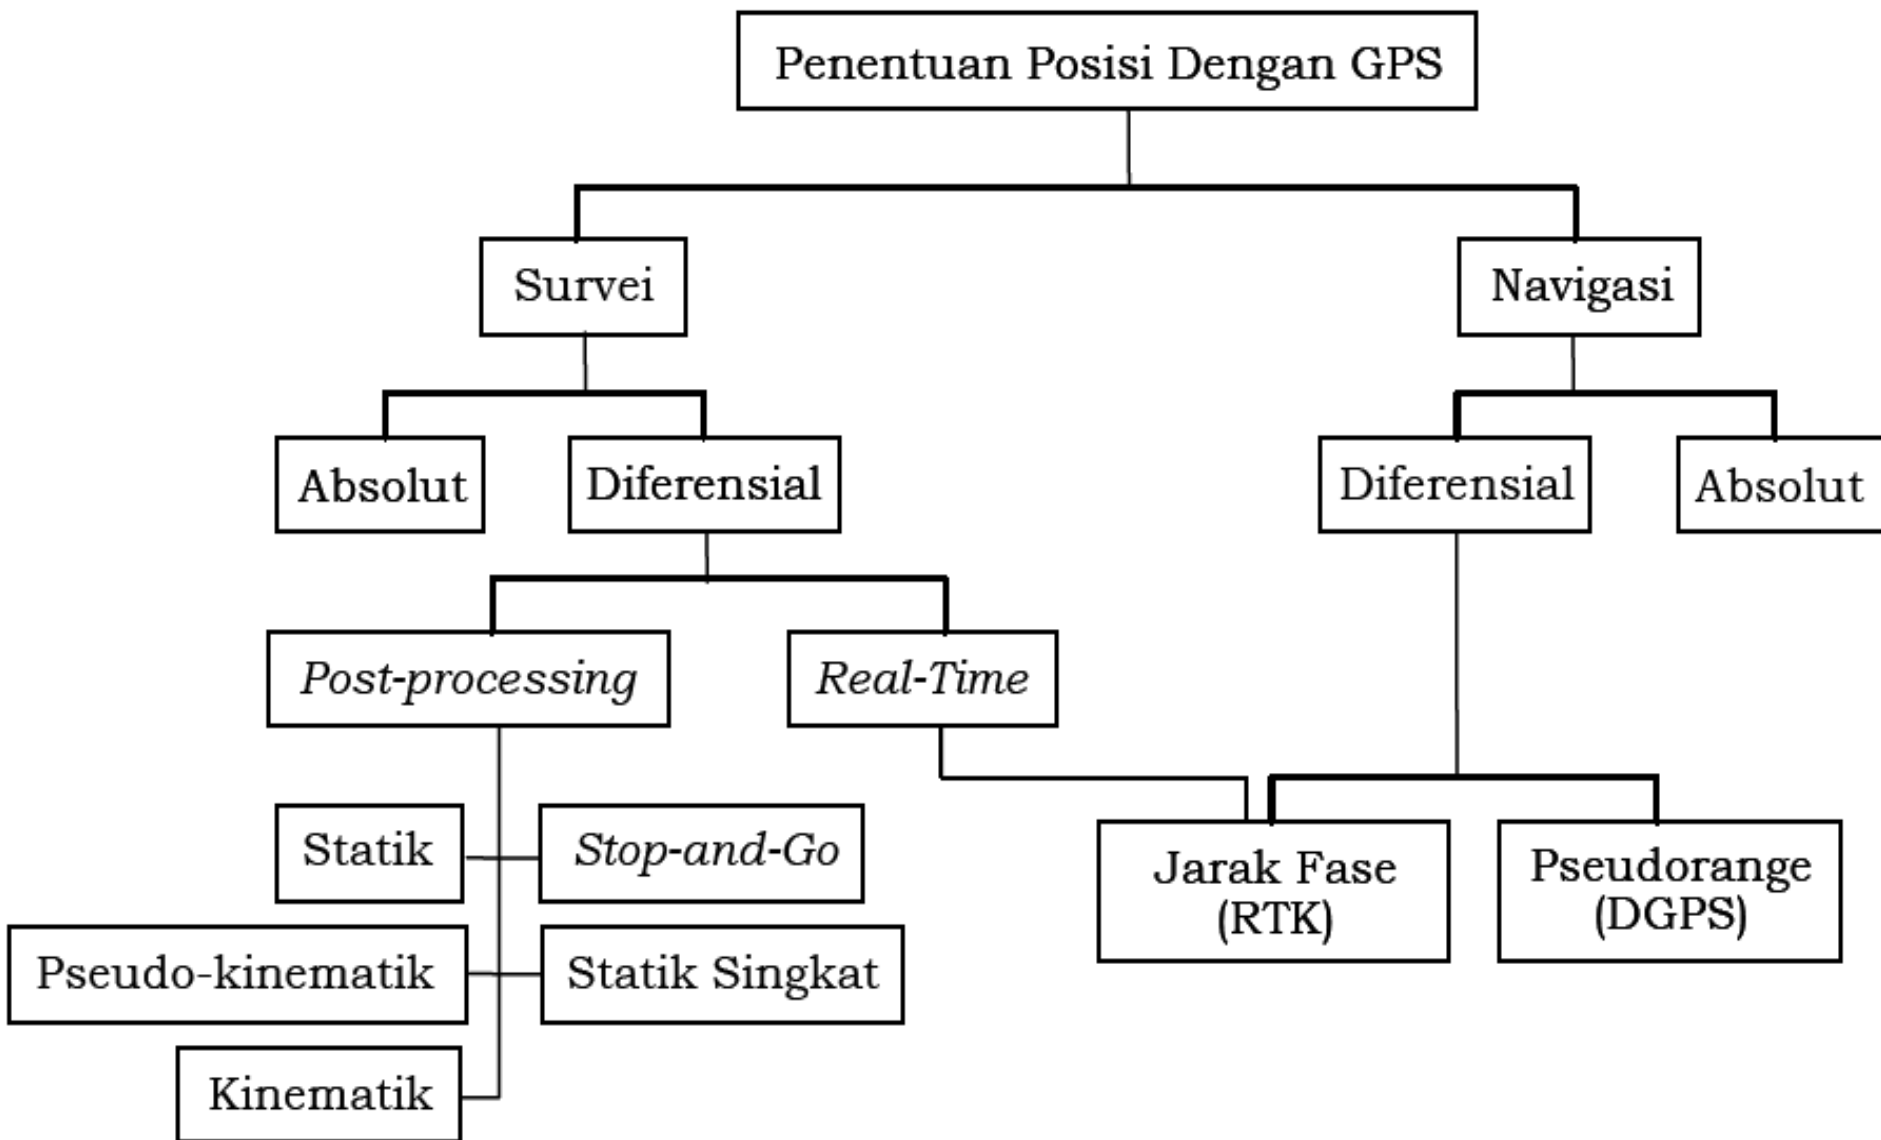 Penentuan Posisi Dengan GPS
Survei
Navigasi
Absolut
Diferensial
Diferensial
Absolut
Post-processing
Real-Time
Statik
Stop-and-Go
Jarak Fase
(RTK)
Pseudorange
(DGPS)
Pseudo-kinematik
Statik Singkat
Kinematik